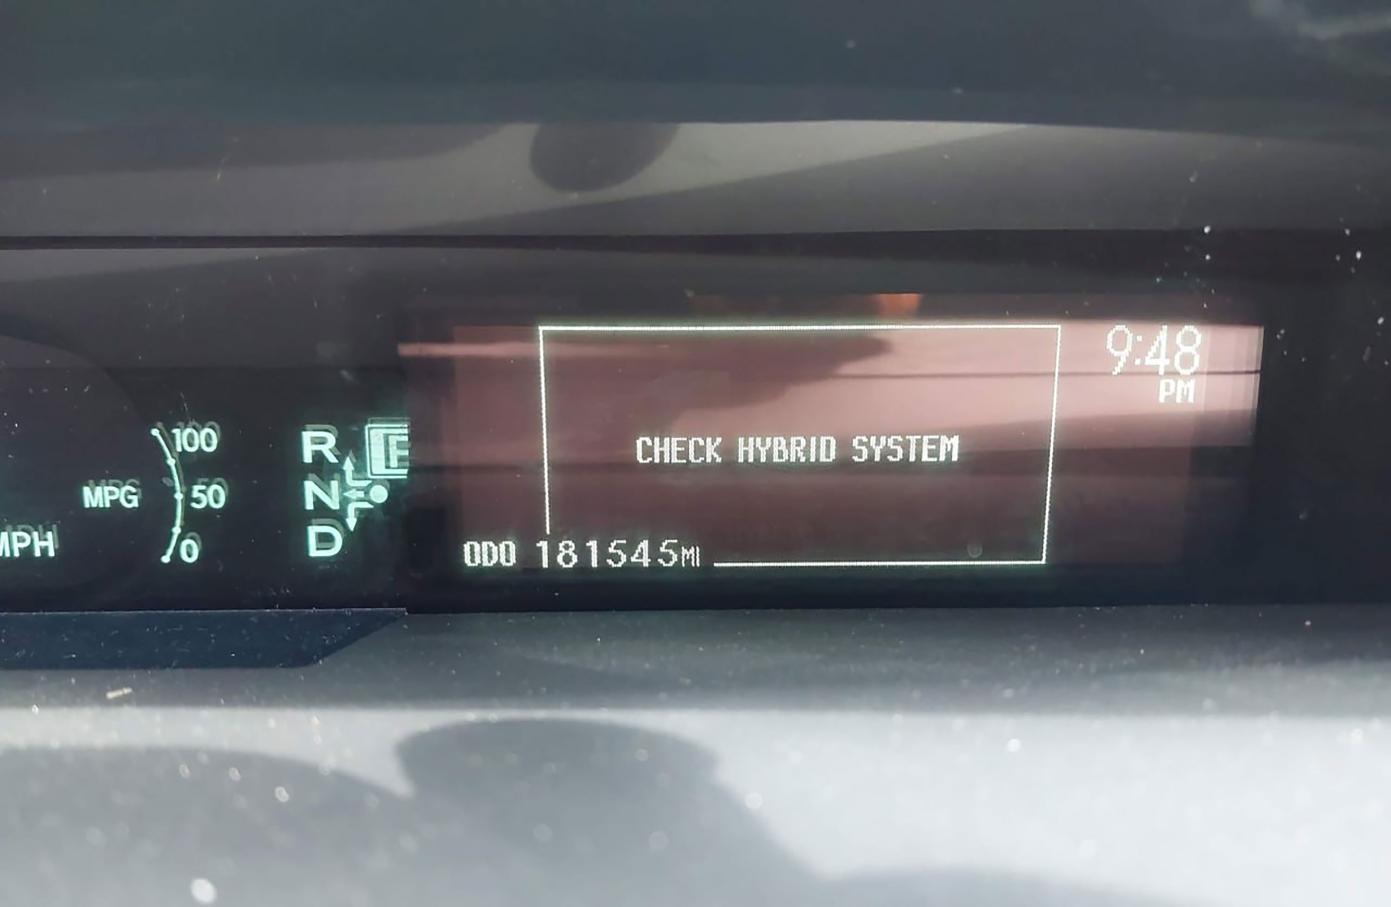 9:48
PM
100
R
MPG
50
N
CHECK HYBRID SYSTEM
MPH
0
D
ODO 181545MI